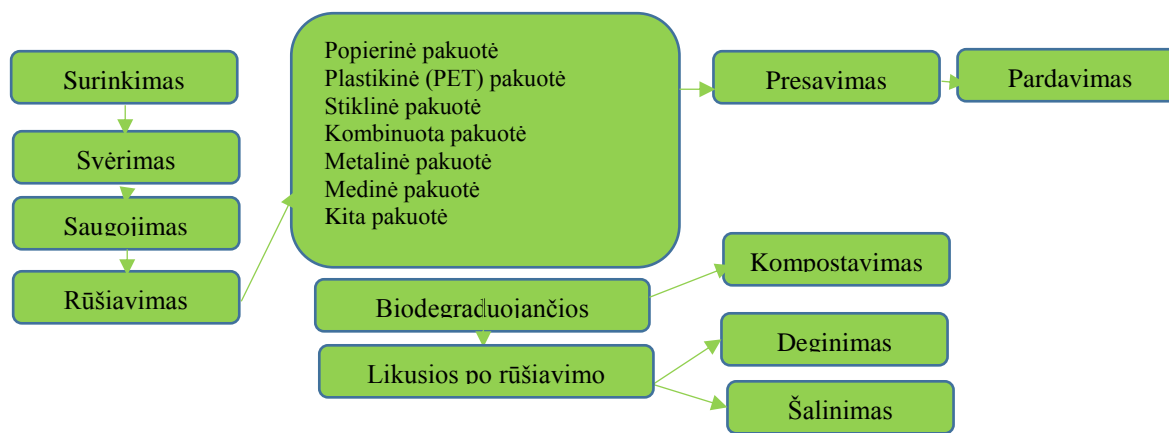 Surinkimas
Svėrimas
Saugojimas
Rūšiavimas
Popierinė pakuotė
Plastikinė (PET) pakuotė
Stiklinė pakuotė
Kombinuota pakuotė
Metalinė pakuotė
Medinė pakuotė
Kita pakuotė
Presavimas
Pardavimas
Biodegraduojančios
Kompostavimas
Likusios po rūšiavimo
Deginimas
Šalinimas